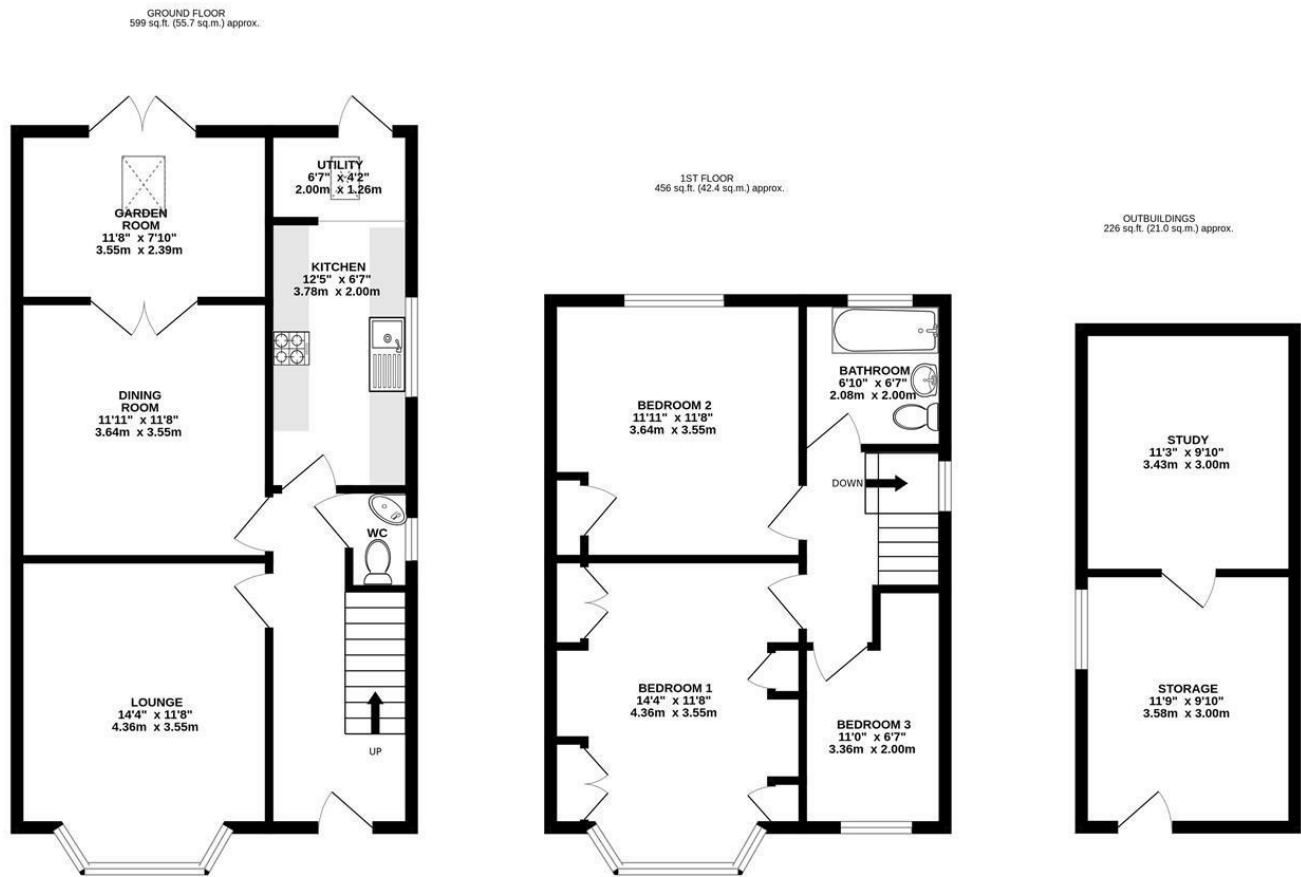 GROUND FLOOR
599 sq.ft. (55.7 sq.m.) approx.
UTILITY
6'7" x 4'2"
2.00m x 1.26m
GARDEN
ROOM
11'8" x 7'10"
3.55m x 2.39m
KITCHEN
12'5" x 6'7"
3.78m x 2.00m
DINING
ROOM
11'11" x 11'8"
3.64m x 3.55m
WC
LOUNGE
14'4" x 11'8"
4.36m x 3.55m
UP
1ST FLOOR
456 sq.ft. (42.4 sq.m.) approx.
BATHROOM
6'10" x 6'7"
2.08m x 2.00m
BEDROOM 2
11'11" x 11'8"
3.64m x 3.55m
DOWN
BEDROOM 1
14'4" x 11'8"
4.36m x 3.55m
BEDROOM 3
11'0" x 6'7"
3.36m x 2.00m
OUTBUILDINGS
226 sq.ft. (21.0 sq.m.) approx.
STUDY
11'3" x 9'10"
3.43m x 3.00m
STORAGE
11'9" x 9'10"
3.58m x 3.00m